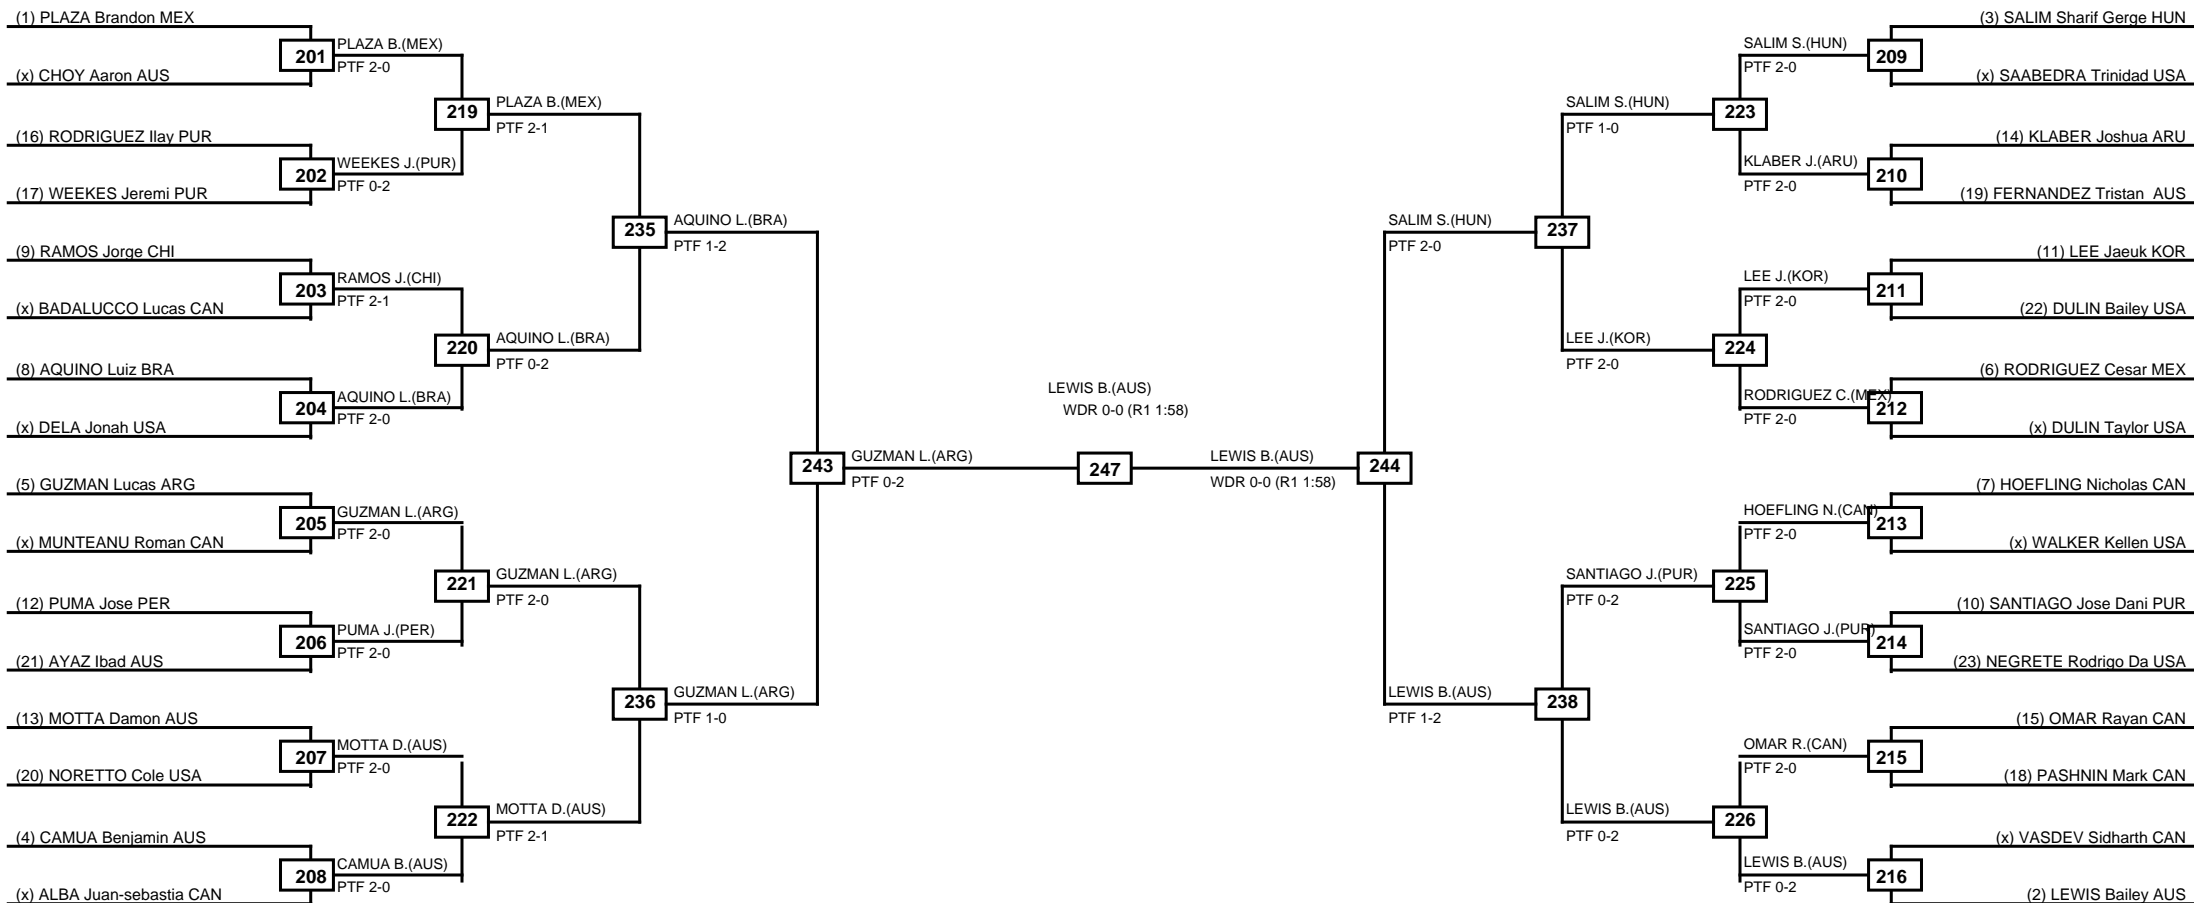 (1) PLAZA Brandon MEX
201
PLAZA B.(MEX)
PTF 2-0
(x) CHOY Aaron AUS
219
PLAZA B.(MEX)
PTF 2-1
(16) RODRIGUEZ Ilay PUR
202
WEEKES J.(PUR)
PTF 0-2
(17) WEEKES Jeremi PUR
235
AQUINO L.(BRA)
PTF 1-2
(9) RAMOS Jorge CHI
203
RAMOS J.(CHI)
PTF 2-1
(x) BADALUCCO Lucas CAN
220
AQUINO L.(BRA)
PTF 0-2
(8) AQUINO Luiz BRA
204
AQUINO L.(BRA)
PTF 2-0
(x) DELA Jonah USA
243
GUZMAN L.(ARG)
PTF 0-2
(5) GUZMAN Lucas ARG
205
GUZMAN L.(ARG)
PTF 2-0
(x) MUNTEANU Roman CAN
221
GUZMAN L.(ARG)
PTF 2-0
(12) PUMA Jose PER
206
PUMA J.(PER)
PTF 2-0
(21) AYAZ Ibad AUS
236
GUZMAN L.(ARG)
PTF 1-0
(13) MOTTA Damon AUS
207
MOTTA D.(AUS)
PTF 2-0
(20) NORETTO Cole USA
222
MOTTA D.(AUS)
PTF 2-1
(4) CAMUA Benjamin AUS
208
CAMUA B.(AUS)
PTF 2-0
(x) ALBA Juan-sebastia CAN
LEWIS B.(AUS)
WDR 0-0 (R1 1:58)
247
LEWIS B.(AUS)
WDR 0-0 (R1 1:58)
244
(3) SALIM Sharif Gerge HUN
SALIM S.(HUN)
PTF 2-0
209
(x) SAABEDRA Trinidad USA
SALIM S.(HUN)
PTF 1-0
223
(14) KLABER Joshua ARU
KLABER J.(ARU)
PTF 2-0
210
(19) FERNANDEZ Tristan AUS
SALIM S.(HUN)
PTF 2-0
237
(11) LEE Jaeuk KOR
LEE J.(KOR)
PTF 2-0
211
(22) DULIN Bailey USA
LEE J.(KOR)
PTF 2-0
224
(6) RODRIGUEZ Cesar MEX
RODRIGUEZ C.(MEX)
PTF 2-0
212
(x) DULIN Taylor USA
(7) HOEFLING Nicholas CAN
HOEFLING N.(CAN)
PTF 2-0
213
(x) WALKER Kellen USA
SANTIAGO J.(PUR)
PTF 0-2
225
(10) SANTIAGO Jose Dani PUR
SANTIAGO J.(PUR)
PTF 2-0
214
(23) NEGRETE Rodrigo Da USA
LEWIS B.(AUS)
PTF 1-2
238
(15) OMAR Rayan CAN
OMAR R.(CAN)
PTF 2-0
215
(18) PASHNIN Mark CAN
LEWIS B.(AUS)
PTF 0-2
226
(x) VASDEV Sidharth CAN
LEWIS B.(AUS)
PTF 0-2
216
(2) LEWIS Bailey AUS